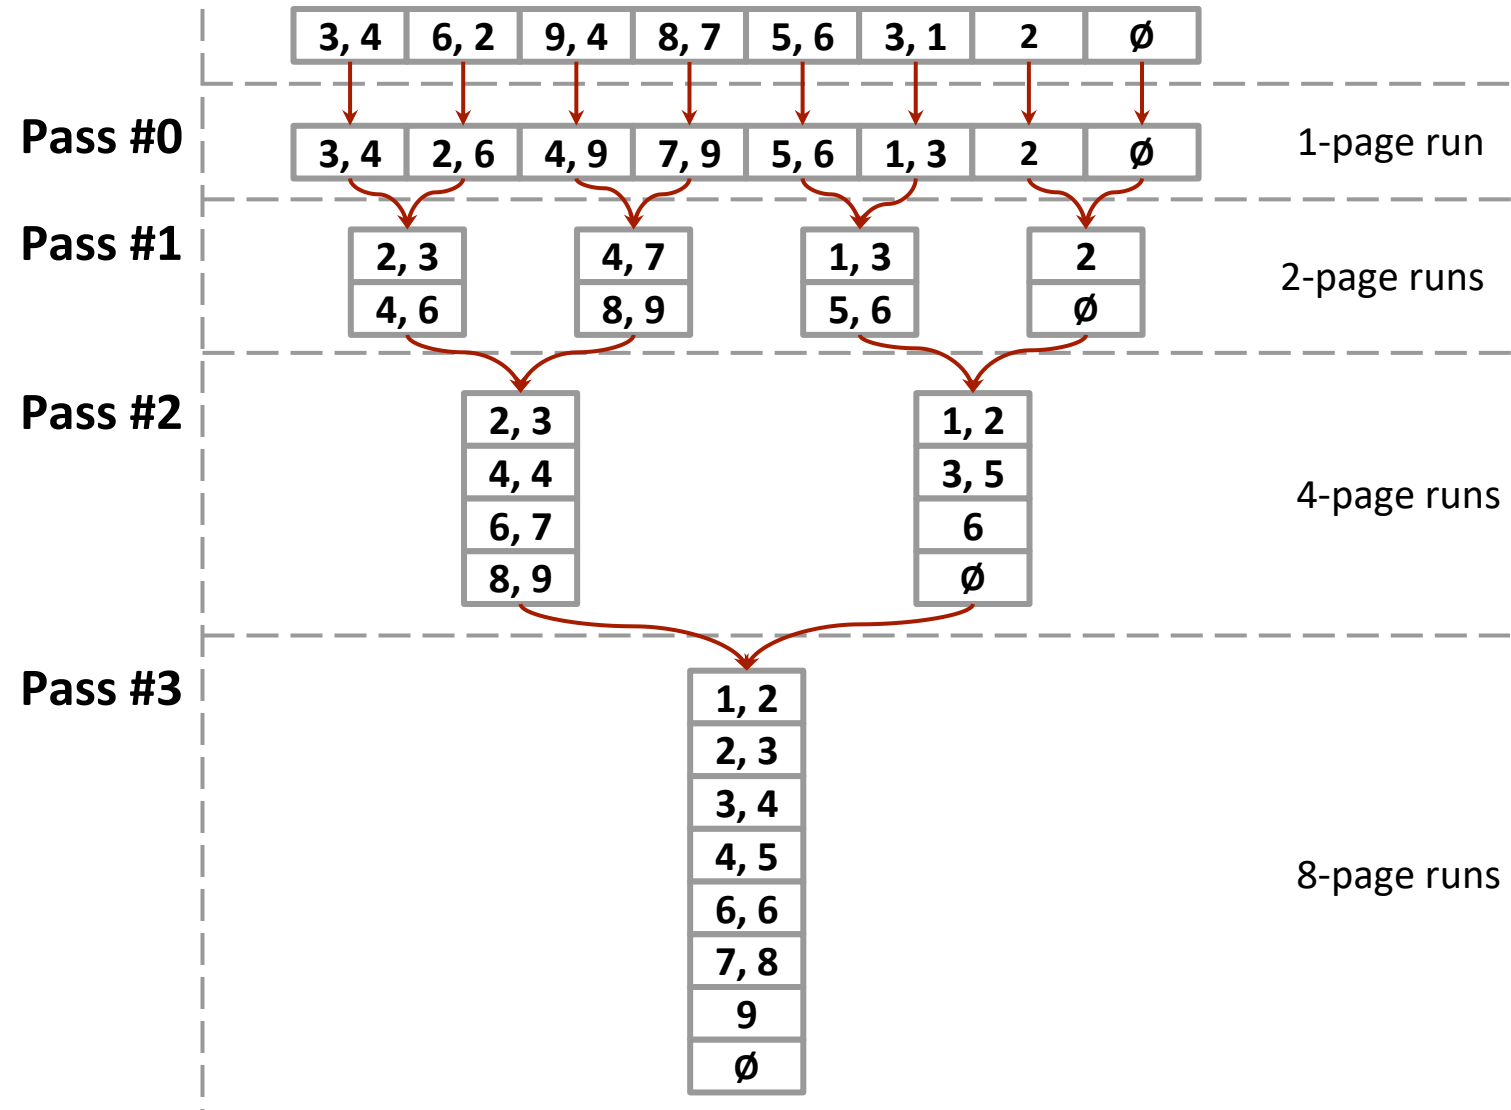 3, 4 6, 2 9, 4 8, 7 5, 6 3, 1 2 Ø
Pass #0
3, 4 2, 6 4, 9 7, 9 5, 6 1, 3 2 Ø
1-page run
Pass #1
2, 3 4, 7 1, 3 2
4, 6 8, 9 5, 6 Ø
2-page runs
Pass #2
2, 3 1, 2
4, 4 3, 5
6, 7 6
8, 9 Ø
4-page runs
Pass #3
1, 2
2, 3
3, 4
4, 5
6, 6
7, 8
9
Ø
8-page runs